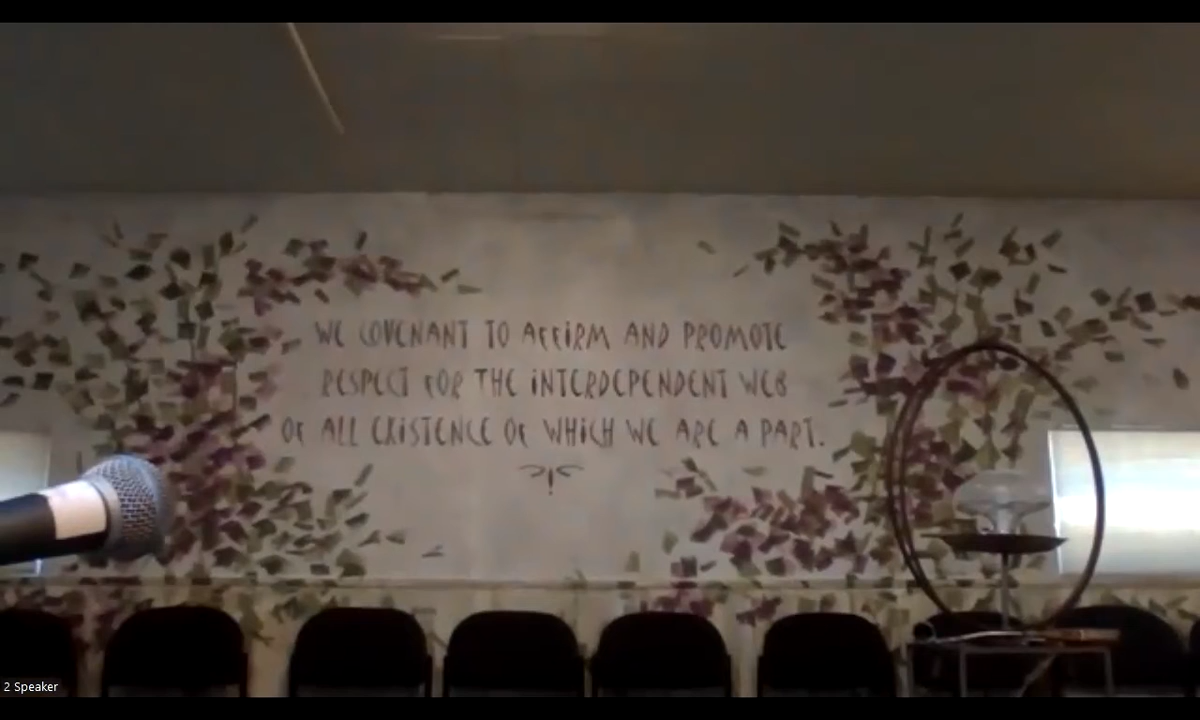 WE COVENANT TO AFFiRM AND PROMOTE
RESPECT FOR THE iNTERDEPENDENT WEB
OF ALL EXiSTENCE OF WHiCH WE ARE A PART.
2 Speaker